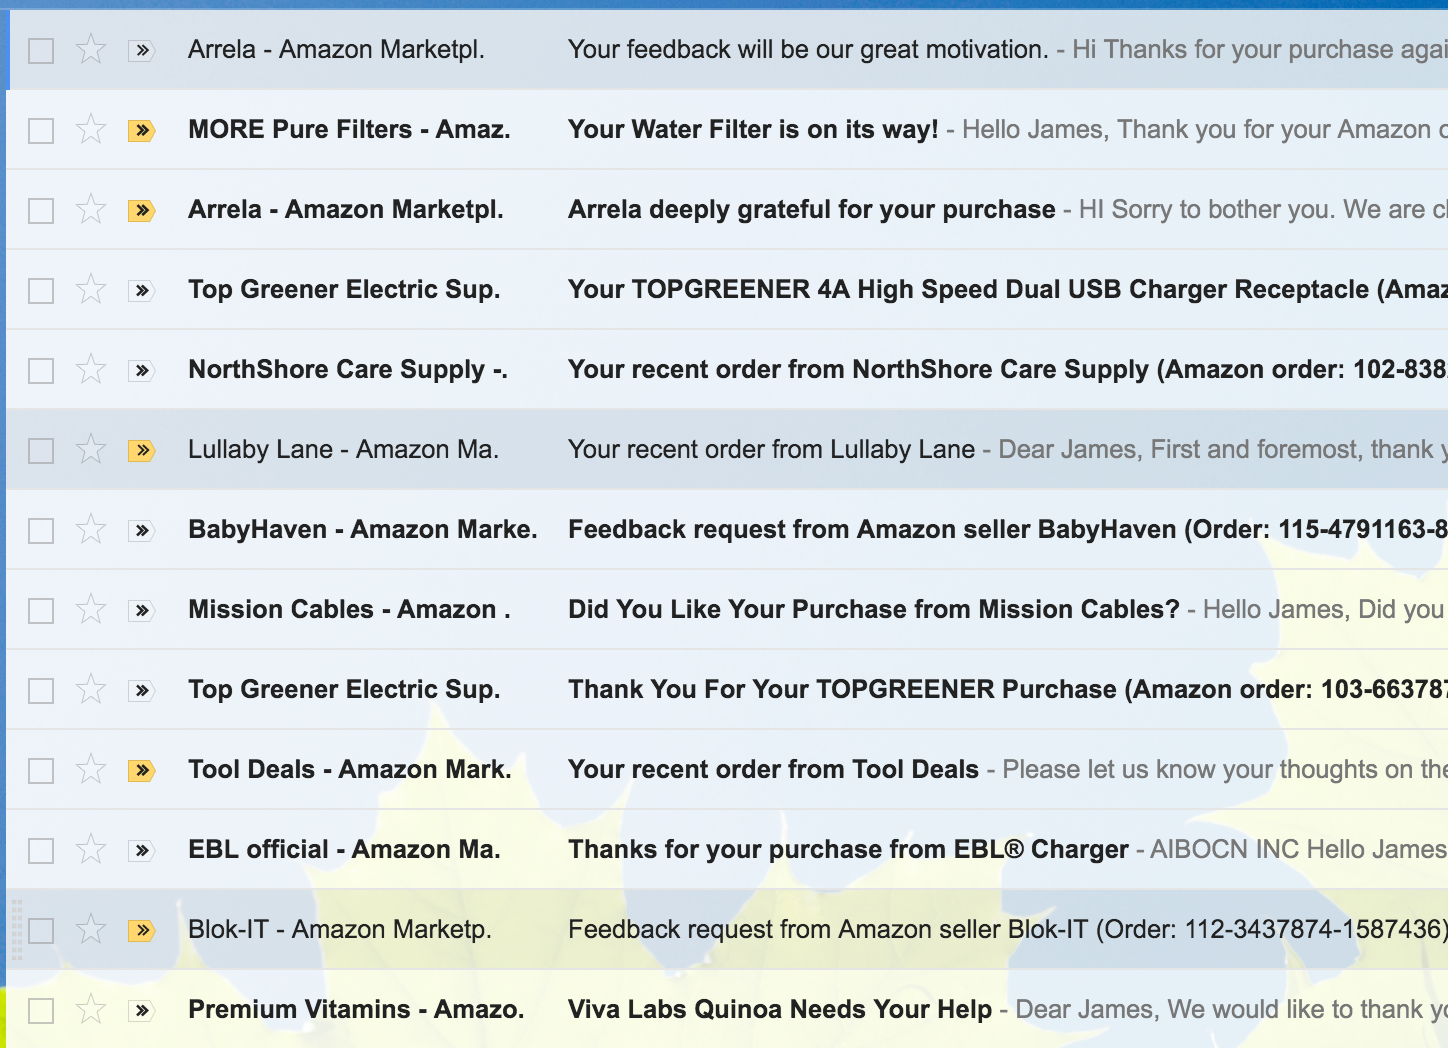 Arrela - Amazon Marketpl. Your feedback will be our great motivation. - Hi Thanks for your purchase agai
MORE Pure Filters - Amaz. Your Water Filter is on its way! - Hello James, Thank you for your Amazon o
Arrela - Amazon Marketpl. Arrela deeply grateful for your purchase - HI Sorry to bother you. We are cl
Top Greener Electric Sup. Your TOPGREENER 4A High Speed Dual USB Charger Receptacle (Amaz
NorthShore Care Supply -. Your recent order from NorthShore Care Supply (Amazon order: 102-838
Lullaby Lane - Amazon Ma. Your recent order from Lullaby Lane - Dear James, First and foremost, thank y
BabyHaven - Amazon Marke. Feedback request from Amazon seller BabyHaven (Order: 115-4791163-8
Mission Cables - Amazon . Did You Like Your Purchase from Mission Cables? - Hello James, Did you
Top Greener Electric Sup. Thank You For Your TOPGREENER Purchase (Amazon order: 103-663787
Tool Deals - Amazon Mark. Your recent order from Tool Deals - Please let us know your thoughts on the
EBL official - Amazon Ma. Thanks for your purchase from EBL® Charger - AIBOCN INC Hello James
Blok-IT - Amazon Marketp. Feedback request from Amazon seller Blok-IT (Order: 112-3437874-1587436)
Premium Vitamins - Amazo. Viva Labs Quinoa Needs Your Help - Dear James, We would like to thank yo